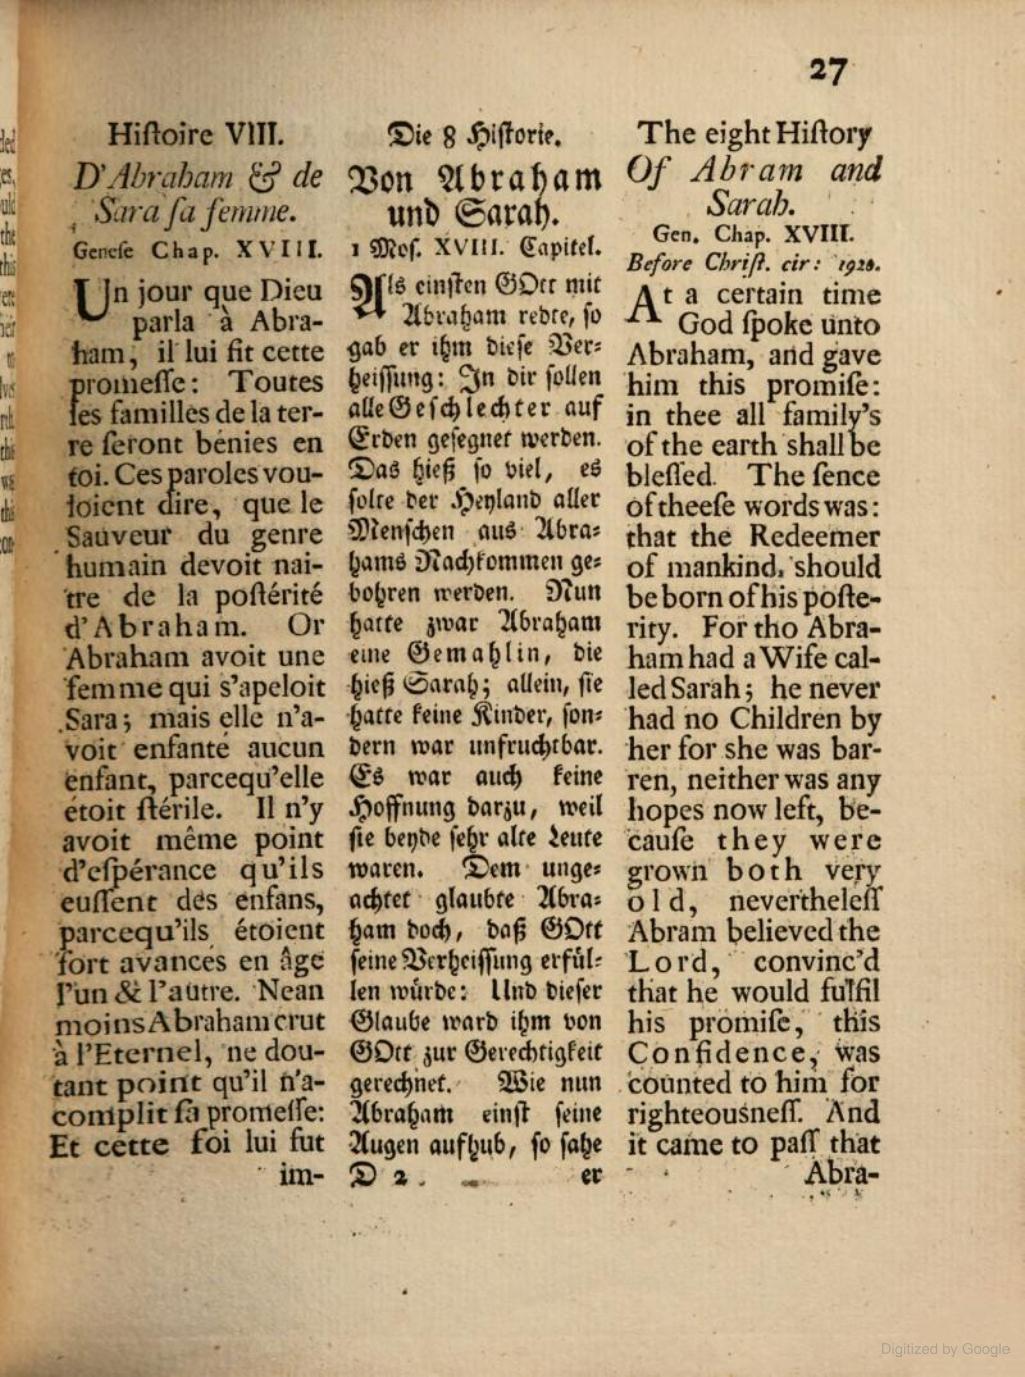 27
Hiſtoire VIII.
D'Abraham & de
Sara ſa femme.
Geneſe Chap. XVIII.
Un jour que Dieu
parla à Abra-
ham, il lui fit cette
promeſſe: Toutes
les familles de la ter-
re ſeront bénies en
toi. Ces paroles vou-
loient dire, que le
Sauveur du genre
humain devoit nai-
tre de la poſtérité
d'Abraham. Or
Abraham avoit une
femme qui s'apeloit
Sara; mais elle n'a-
voit enfanté aucun
enfant, parcequ'elle
étoit ſtérile. Il n'y
avoit même point
d'eſpérance qu'ils
euſſent des enfans,
parcequ'ils étoient
fort avancés en âge
l'un & l'autre. Nean
moins Abraham crut
à l'Eternel, ne dou-
tant point qu'il n'a-
complit ſa promeſſe:
Et cette foi lui fut
im-
Die 8 Hiſtorie.
Von Abraham
und Sarah.
1 Moſ. XVIII. Capitel.
Als einſten GOtt mit
Abraham redte, ſo
gab er ihm dieſe Ver-
heiſſung: In dir ſollen
alle Geſchlechter auf
Erden geſegnet werden.
Das hieß ſo viel, es
ſolte der Heyland aller
Menſchen aus Abra-
hams Nachkommen ge-
bohren werden. Nun
hatte zwar Abraham
eine Gemahlin, die
hieß Sarah; allein, ſie
hatte keine Kinder, ſon-
dern war unfruchtbar.
Es war auch keine
Hoffnung darzu, weil
ſie beyde ſehr alte Leute
waren. Dem unge-
achtet glaubte Abra-
ham doch, daß GOtt
ſeine Verheiſſung erfül-
len würde: Und dieſer
Glaube ward ihm von
GOtt zur Gerechtigkeit
gerechnet. Wie nun
Abraham einſt ſeine
Augen aufhub, ſo ſahe
D 2. er
The eight Hiſtory
Of Abram and
Sarah.
Gen. Chap. XVIII.
Before Chriſt. cir: 1920.
At a certain time
God ſpoke unto
Abraham, and gave
him this promiſe:
in thee all family's
of the earth shall be
bleſſed. The ſence
of theeſe words was:
that the Redeemer
of mankind, should
be born of his poſte-
rity. For tho Abra-
ham had a Wife cal-
led Sarah; he never
had no Children by
her for she was bar-
ren, neither was any
hopes now left, be-
cauſe they were
grown both very
old, nevertheleſſ
Abram believed the
Lord, convinc'd
that he would fulfil
his promiſe, this
Confidence, was
counted to him for
righteousneſſ. And
it came to paſſ that
Abra-
Digitized by Google